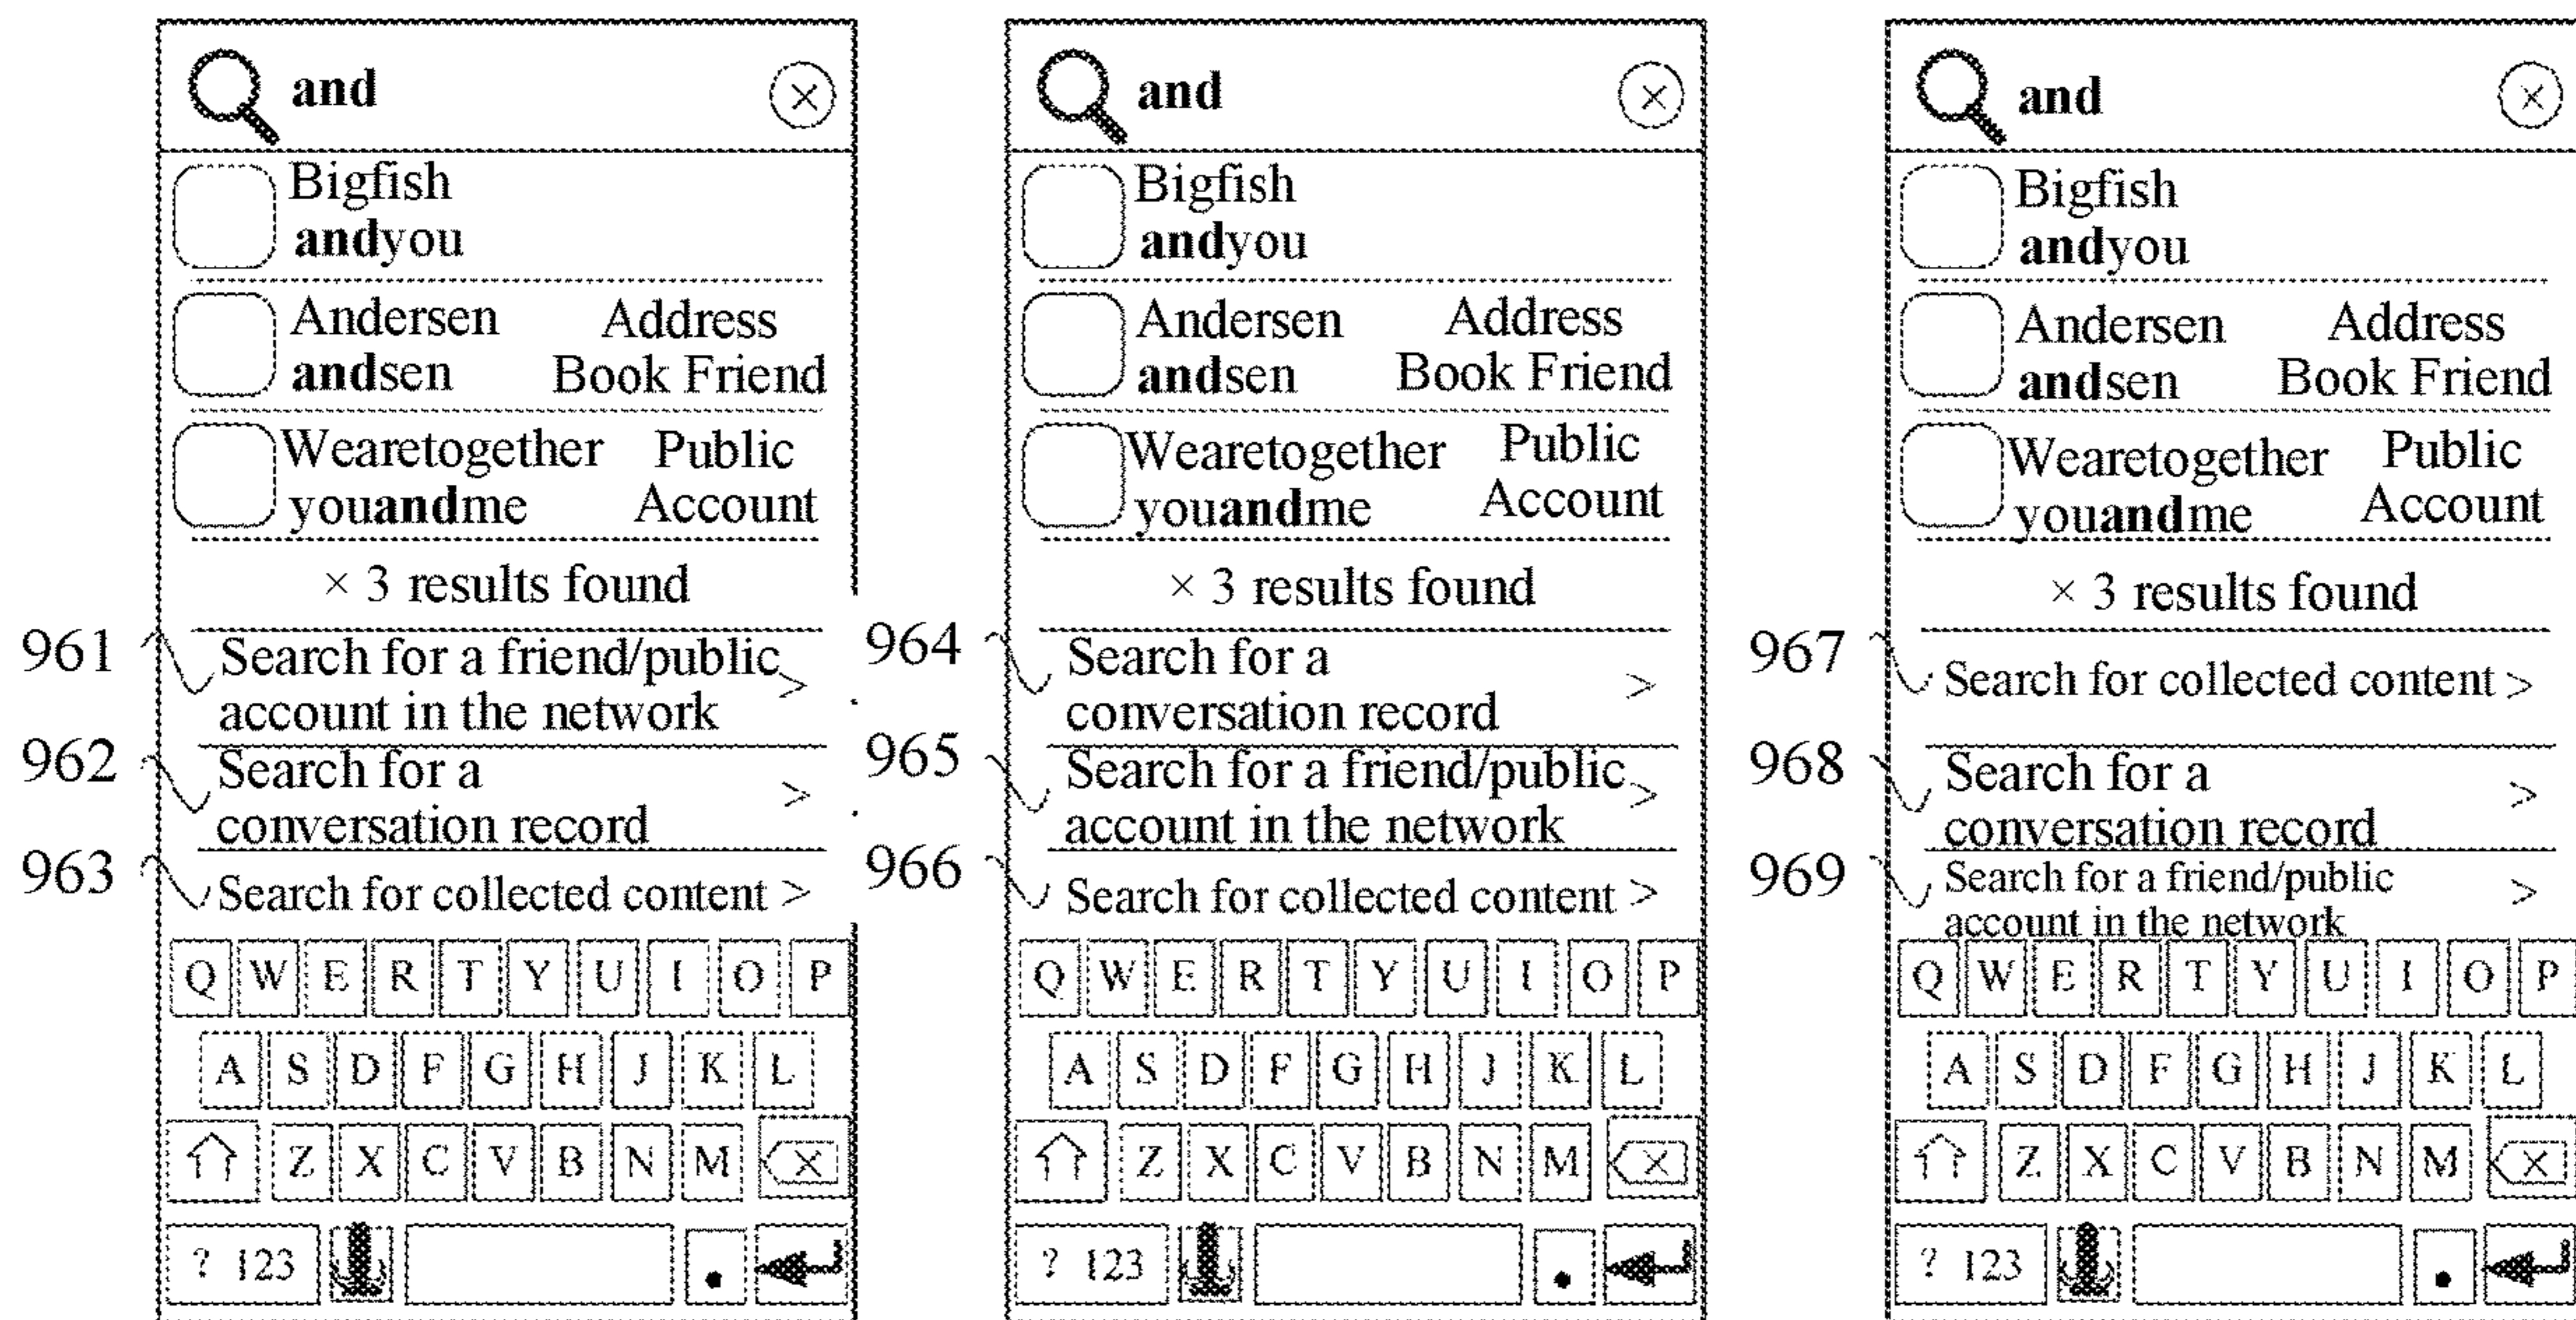 and ×
Bigfish
andyou
Andersen Address
andsen Book Friend
Wearetogether Public
youandme Account
× 3 results found
961 Search for a friend/public >
account in the network
962 Search for a >
conversation record
963 Search for collected content >
Q W E R T Y U I O P
A S D F G H J K L
Z X C V B N M ×
? 123 .
and ×
Bigfish
andyou
Andersen Address
andsen Book Friend
Wearetogether Public
youandme Account
× 3 results found
964 Search for a >
conversation record
965 Search for a friend/public >
account in the network
966 Search for collected content >
Q W E R T Y U I O P
A S D F G H J K L
Z X C V B N M ×
? 123 .
and ×
Bigfish
andyou
Andersen Address
andsen Book Friend
Wearetogether Public
youandme Account
× 3 results found
967 Search for collected content >
968 Search for a >
conversation record
969 Search for a friend/public >
account in the network
Q W E R T Y U I O P
A S D F G H J K L
Z X C V B N M ×
? 123 .